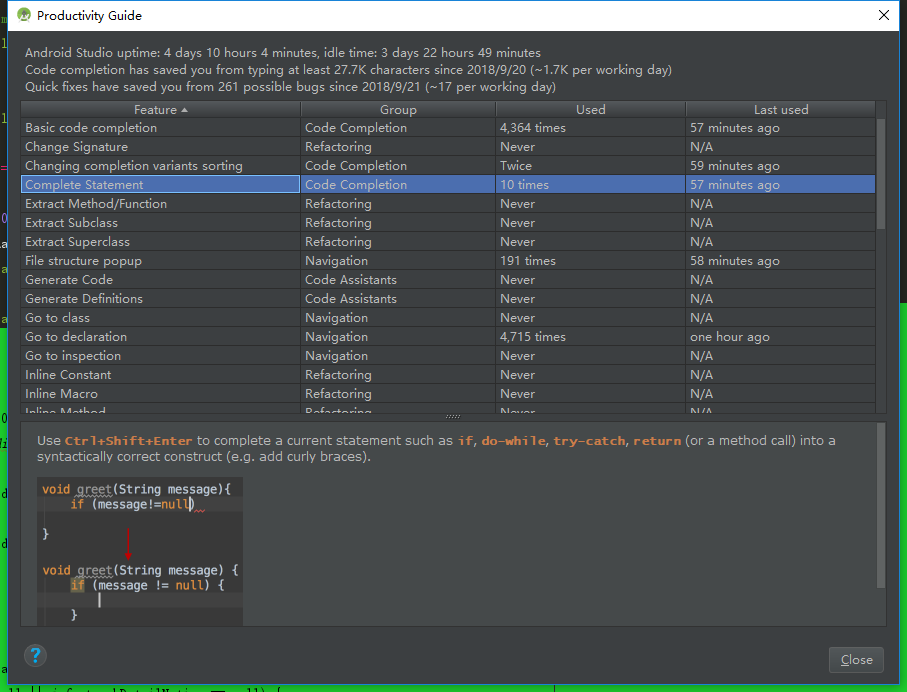 Productivity Guide
Android Studio uptime: 4 days 10 hours 4 minutes, idle time: 3 days 22 hours 49 minutes
Code completion has saved you from typing at least 27.7K characters since 2018/9/20 (~1.7K per working day)
Quick fixes have saved you from 261 possible bugs since 2018/9/21 (~17 per working day)
Feature Group Used Last used
Basic code completion Code Completion 4,364 times 57 minutes ago
Change Signature Refactoring Never N/A
Changing completion variants sorting Code Completion Twice 59 minutes ago
Complete Statement Code Completion 10 times 57 minutes ago
Extract Method/Function Refactoring Never N/A
Extract Subclass Refactoring Never N/A
Extract Superclass Refactoring Never N/A
File structure popup Navigation 191 times 58 minutes ago
Generate Code Code Assistants Never N/A
Generate Definitions Code Assistants Never N/A
Go to class Navigation Never N/A
Go to declaration Navigation 4,715 times one hour ago
Go to inspection Navigation Never N/A
Inline Constant Refactoring Never N/A
Inline Macro Refactoring Never N/A
Inline Method Refactoring Never N/A
Use Ctrl+Shift+Enter to complete a current statement such as if, do-while, try-catch, return (or a method call) into a
syntactically correct construct (e.g. add curly braces).
void greet(String message){
if (message!=null)
}
void greet(String message) {
if (message != null) {
}
?
Close